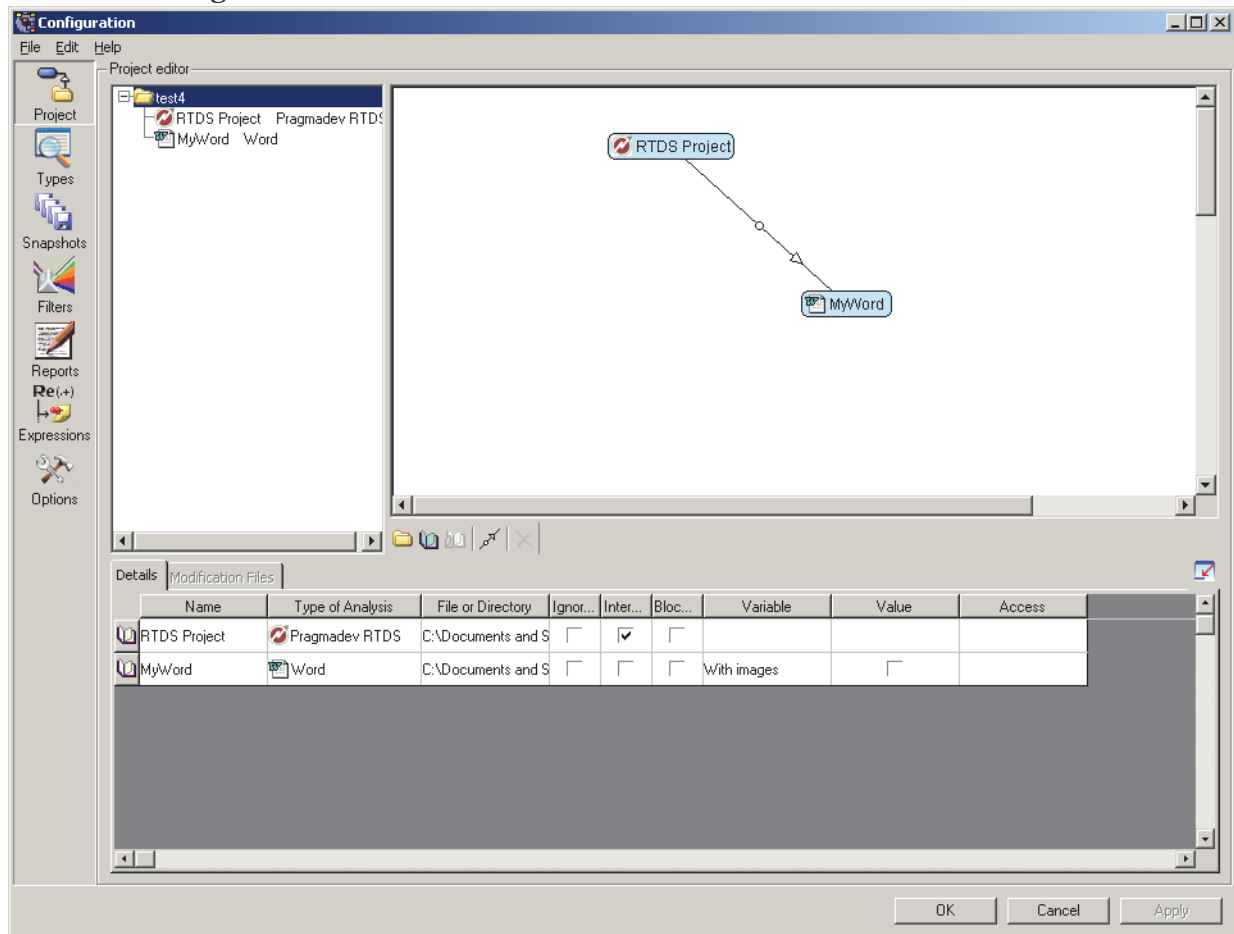 Configuration
File Edit Help
Project editor
Project
Types
Snapshots
Filters
Reports
Re(.+)
Expressions
Options
test4
RTDS Project Pragmadev RTDS
MyWord Word
RTDS Project
MyWord
Details Modification Files
Name Type of Analysis File or Directory Ignor... Inter... Bloc... Variable Value Access
RTDS Project Pragmadev RTDS C:\Documents and S
MyWord Word C:\Documents and S With images
OK Cancel Apply